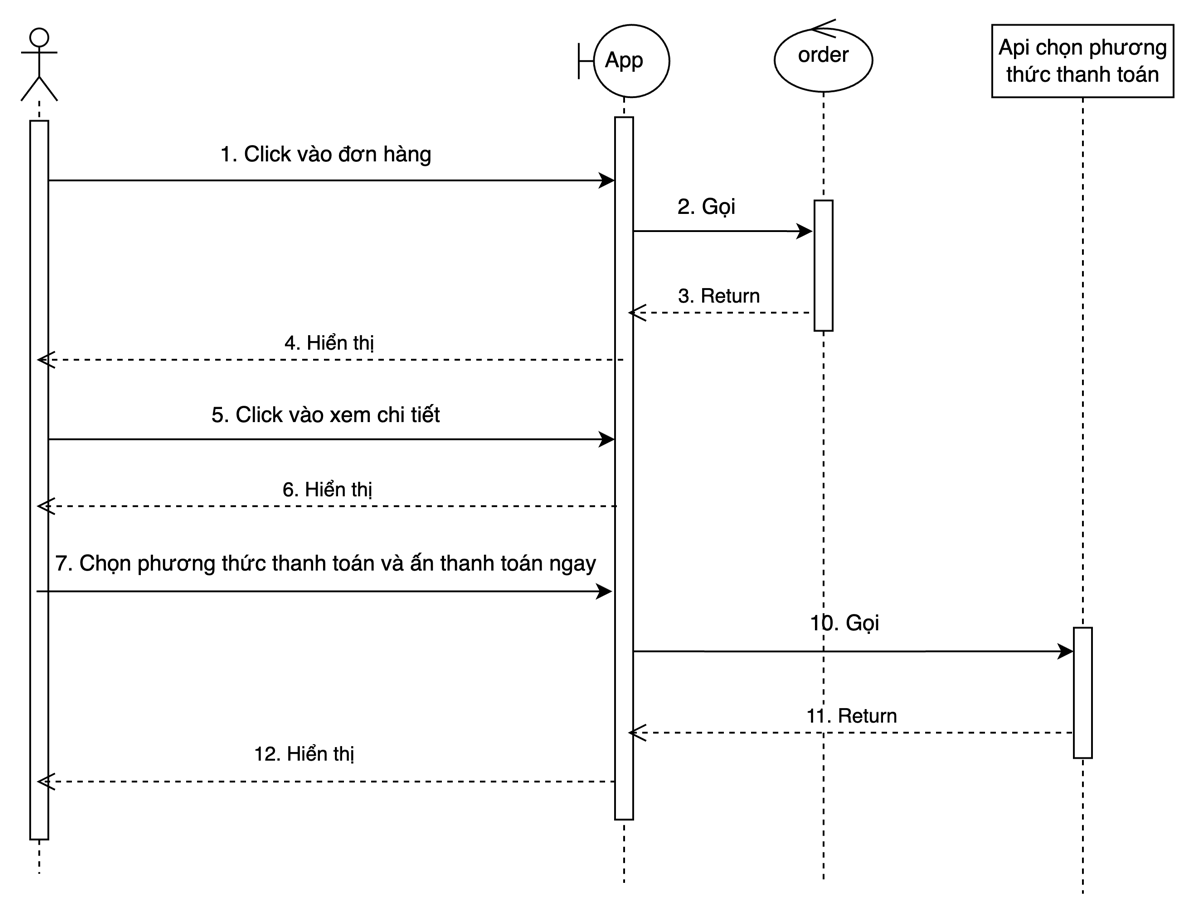 App
order
Api chọn phương
thức thanh toán
1. Click vào đơn hàng
2. Gọi
3. Return
4. Hiển thị
5. Click vào xem chi tiết
6. Hiển thị
7. Chọn phương thức thanh toán và ấn thanh toán ngay
10. Gọi
11. Return
12. Hiển thị